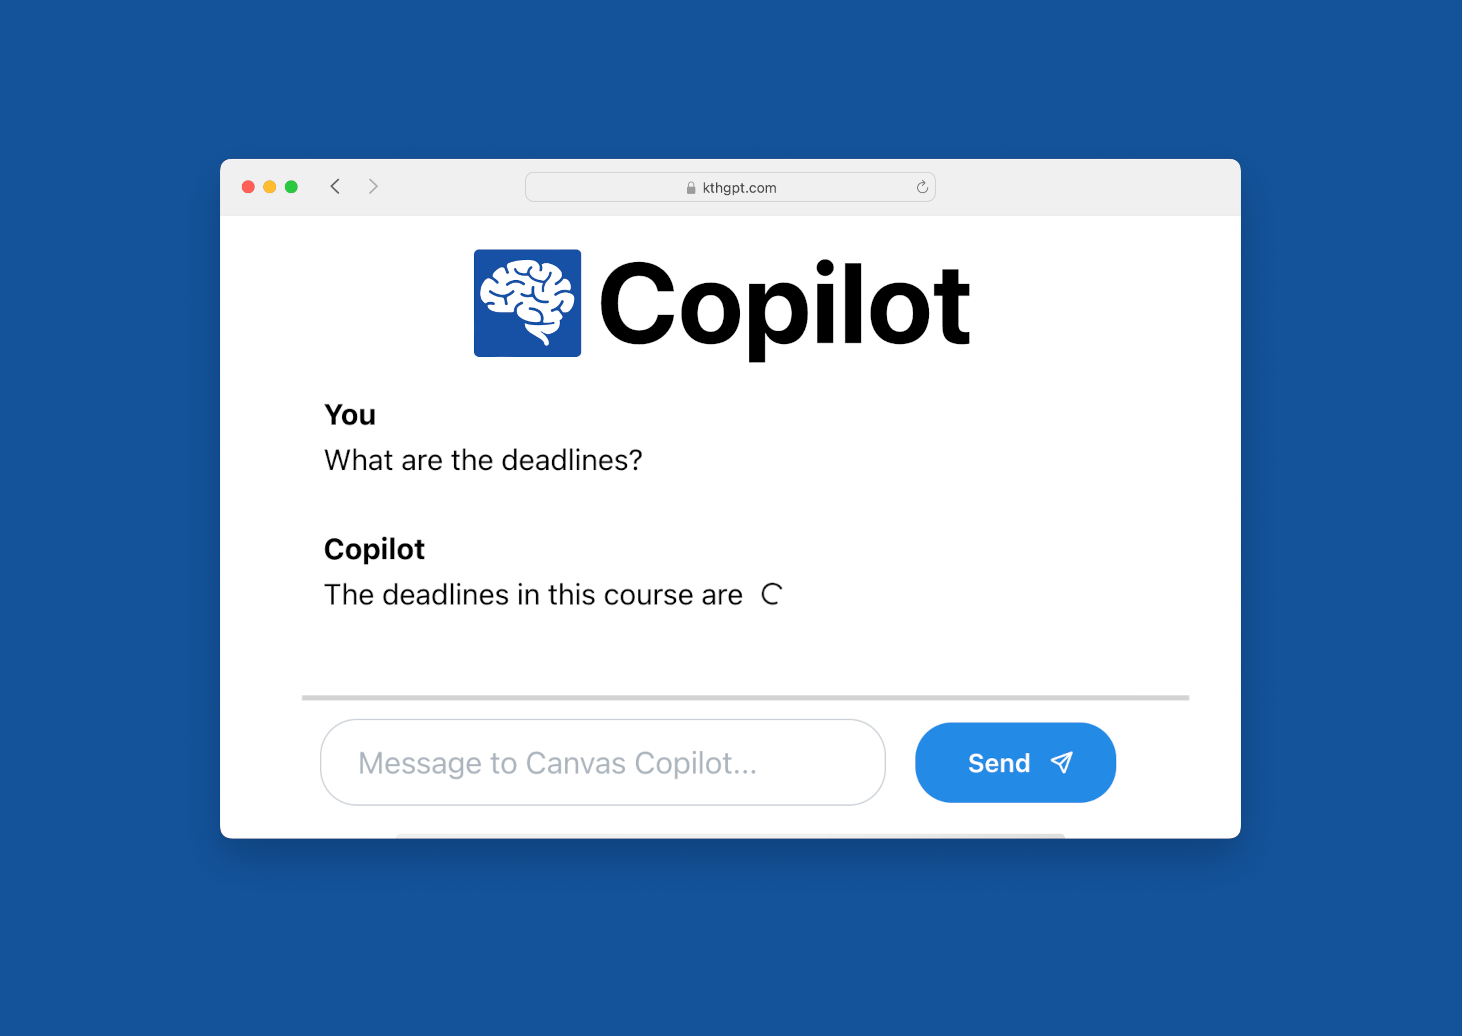 kthgpt.com
Copilot
You
What are the deadlines?
Copilot
The deadlines in this course are
Message to Canvas Copilot...
Send